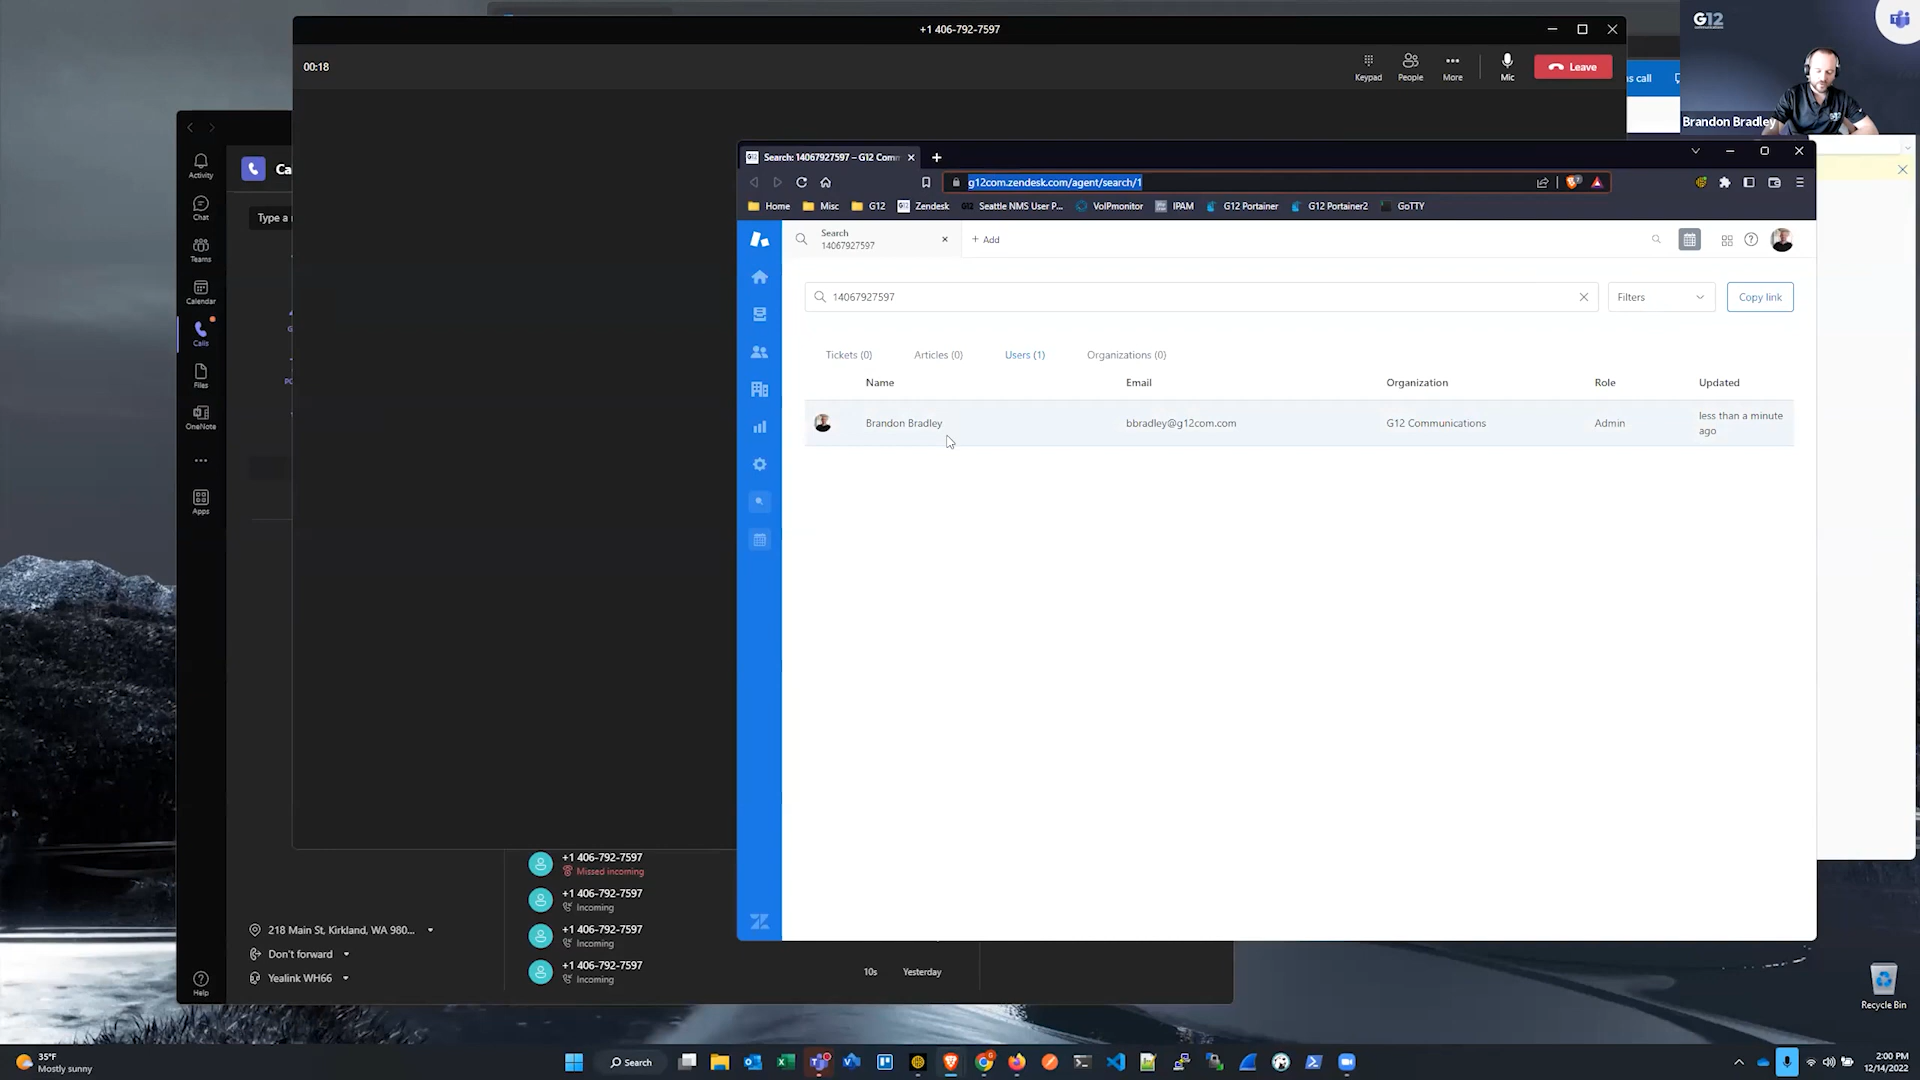 +1 406-792-7597
00:18
Keypad
People
More
Mic
Leave
G12
Brandon Bradley
s call
Activity
Chat
Teams
Calendar
Calls
Files
OneNote
Apps
Help
Ca
Type a
Search: 14067927597 – G12 Com
g12com.zendesk.com/agent/search/1
Home
Misc
G12
Zendesk
Seattle NMS User P...
VoIPmonitor
IPAM
G12 Portainer
G12 Portainer2
GoTTY
Search
14067927597
+ Add
14067927597
Filters
Copy link
Tickets (0)
Articles (0)
Users (1)
Organizations (0)
Name
Email
Organization
Role
Updated
Brandon Bradley
bbradley@g12com.com
G12 Communications
Admin
less than a minute
ago
+1 406-792-7597
Missed incoming
+1 406-792-7597
Incoming
+1 406-792-7597
Incoming
+1 406-792-7597
Incoming
10s
Yesterday
218 Main St, Kirkland, WA 980...
Don't forward
Yealink WH66
Recycle Bin
35°F
Mostly sunny
Search
2:00 PM
12/14/2022